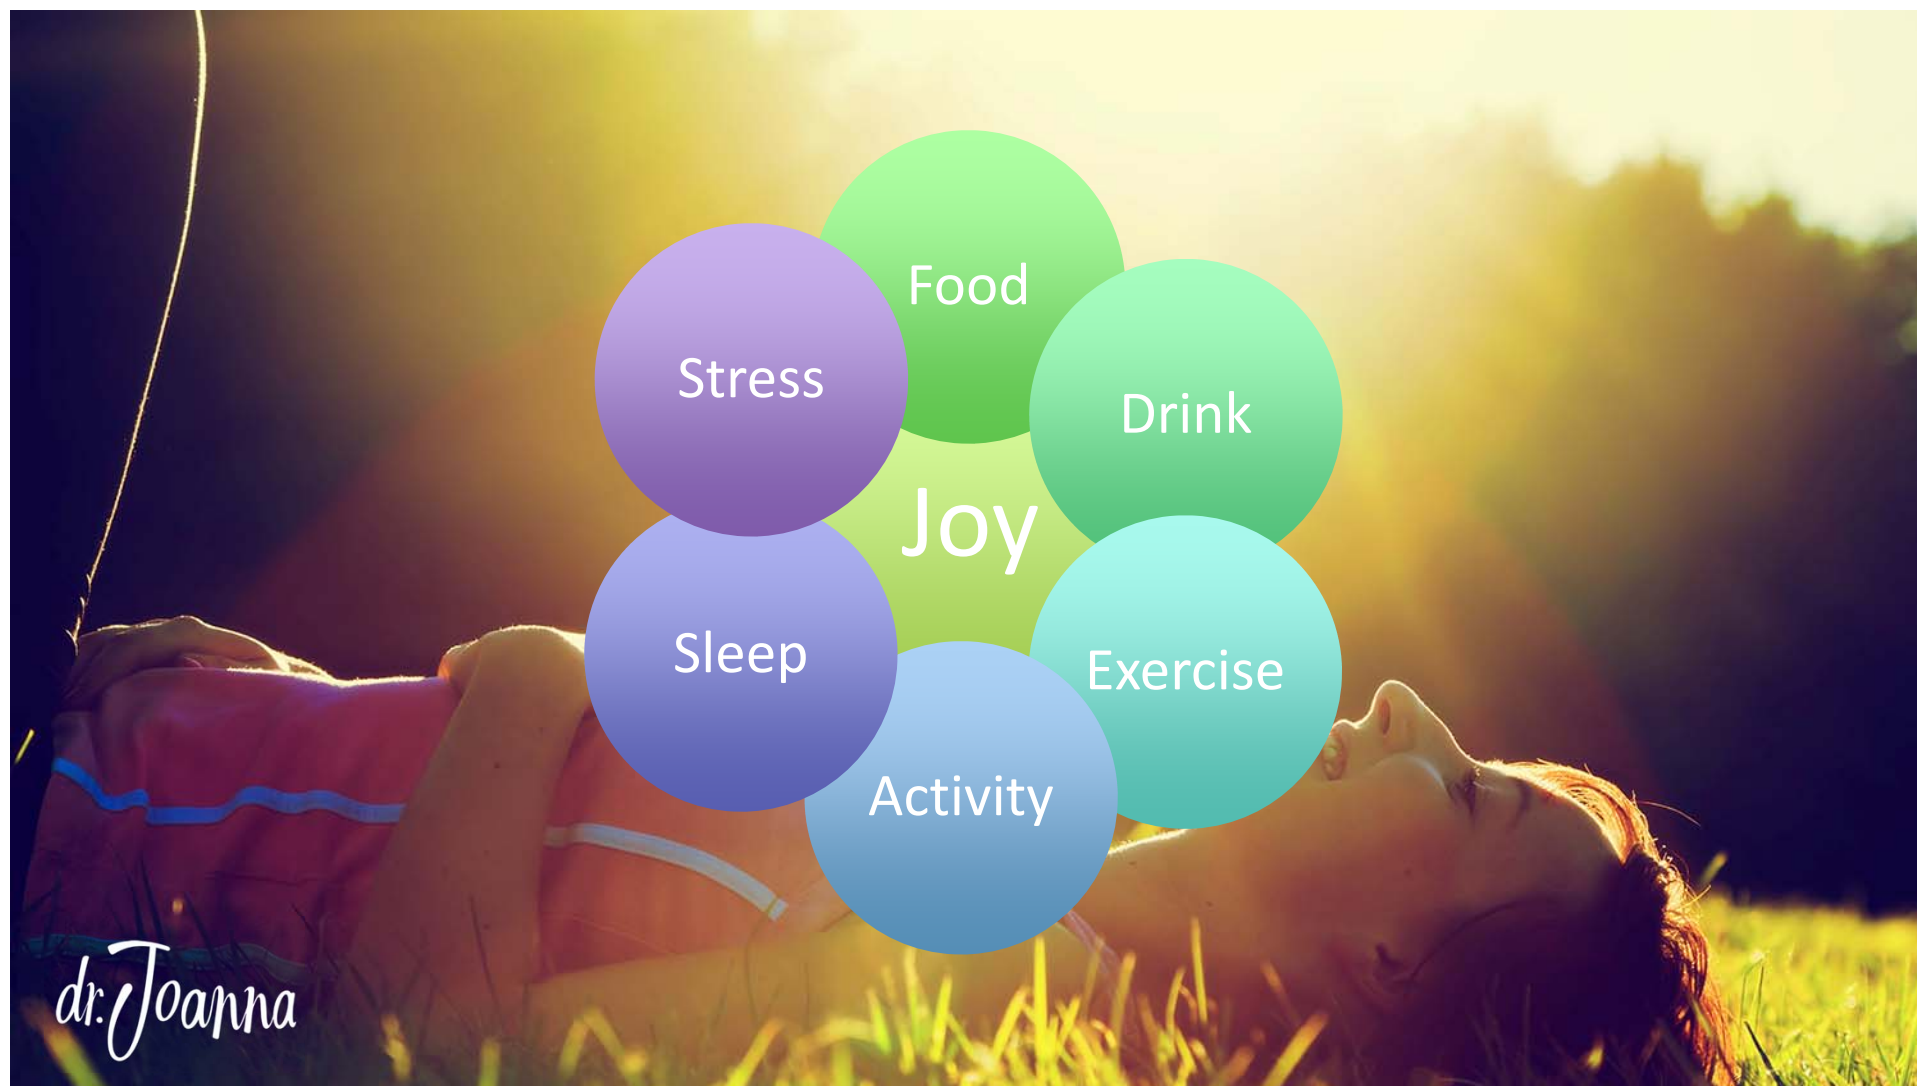 Food
Stress
Drink
Joy
Sleep
Exercise
Activity
dr. Joanna